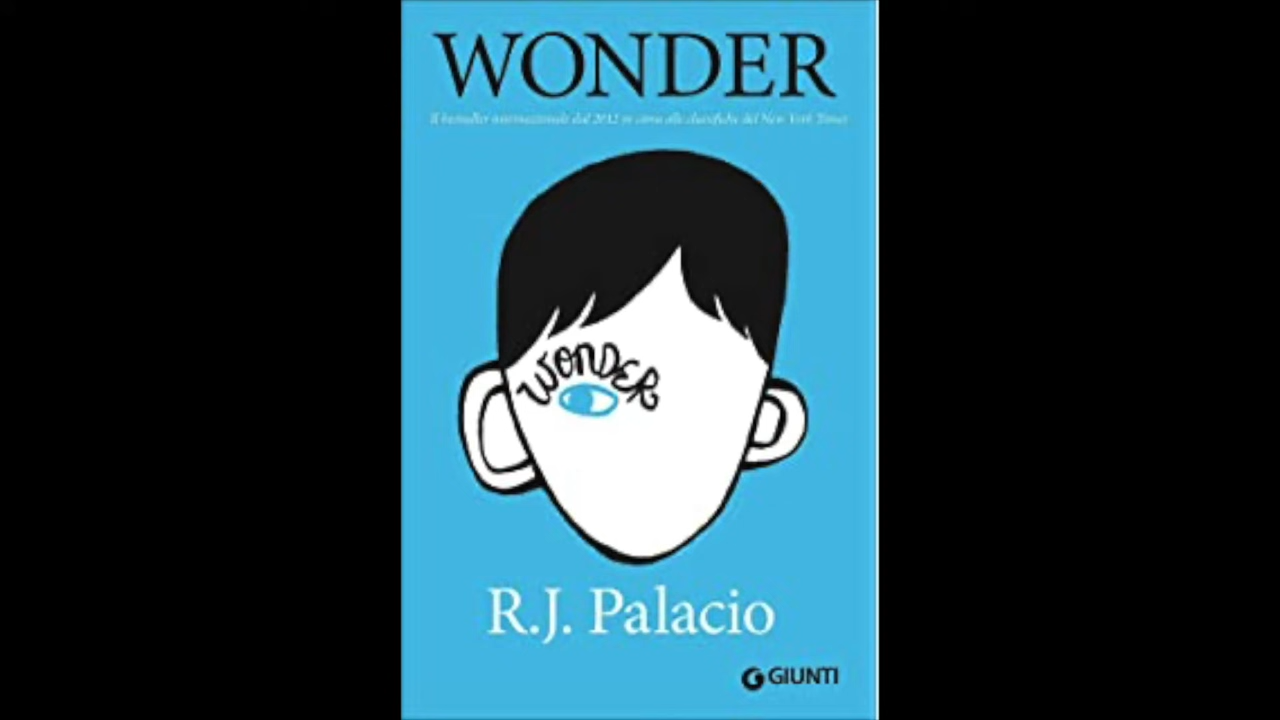 WONDER
Il bestseller internazionale dal 2012 in cima alle classifiche del New York Times
WONDER
R.J. Palacio
GIUNTI